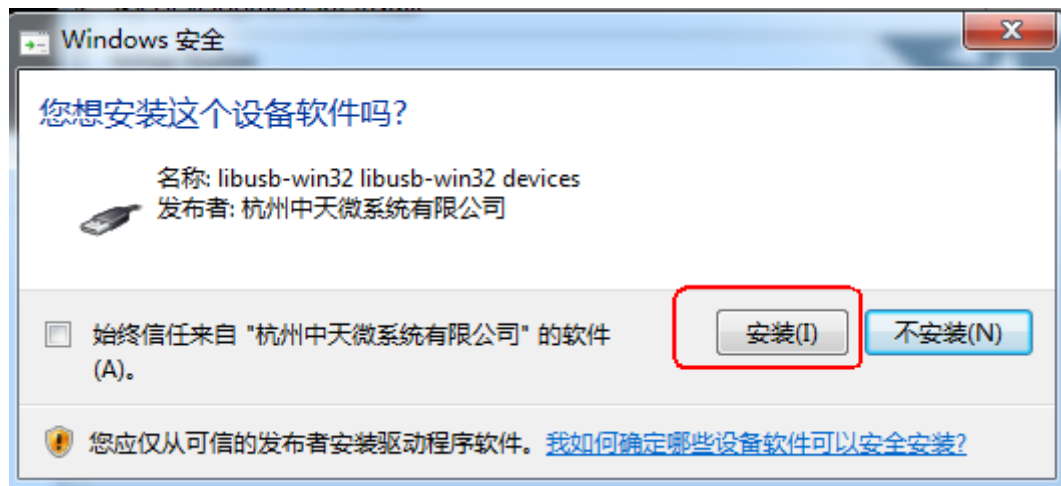 Windows 安全
您想安装这个设备软件吗?
名称: libusb-win32 libusb-win32 devices
发布者: 杭州中天微系统有限公司
始终信任来自 "杭州中天微系统有限公司" 的软件
(A)。
安装(I)
不安装(N)
您应仅从可信的发布者安装驱动程序软件。我如何确定哪些设备软件可以安全安装?